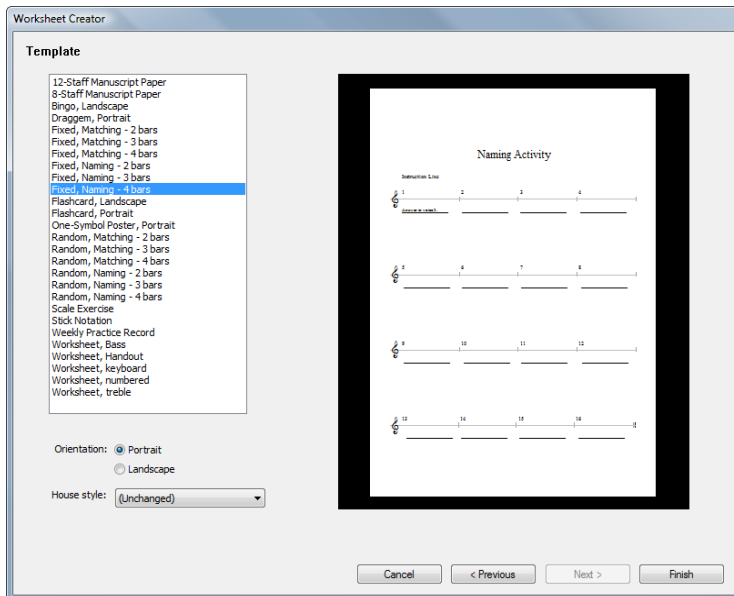 Worksheet Creator
Template
12-Staff Manuscript Paper
8-Staff Manuscript Paper
Bingo, Landscape
Draggem, Portrait
Fixed, Matching - 2 bars
Fixed, Matching - 3 bars
Fixed, Matching - 4 bars
Fixed, Naming - 2 bars
Fixed, Naming - 3 bars
Fixed, Naming - 4 bars
Flashcard, Landscape
Flashcard, Portrait
One-Symbol Poster, Portrait
Random, Matching - 2 bars
Random, Matching - 3 bars
Random, Matching - 4 bars
Random, Naming - 2 bars
Random, Naming - 3 bars
Random, Naming - 4 bars
Scale Exercise
Stick Notation
Weekly Practice Record
Worksheet, Bass
Worksheet, Handout
Worksheet, keyboard
Worksheet, numbered
Worksheet, treble
Orientation: Portrait
Landscape
House style: (Unchanged)
Naming Activity
Instruction Line
1 2 3 4
5 6 7 8
9 10 11 12
13 14 15 16
Cancel < Previous Next > Finish